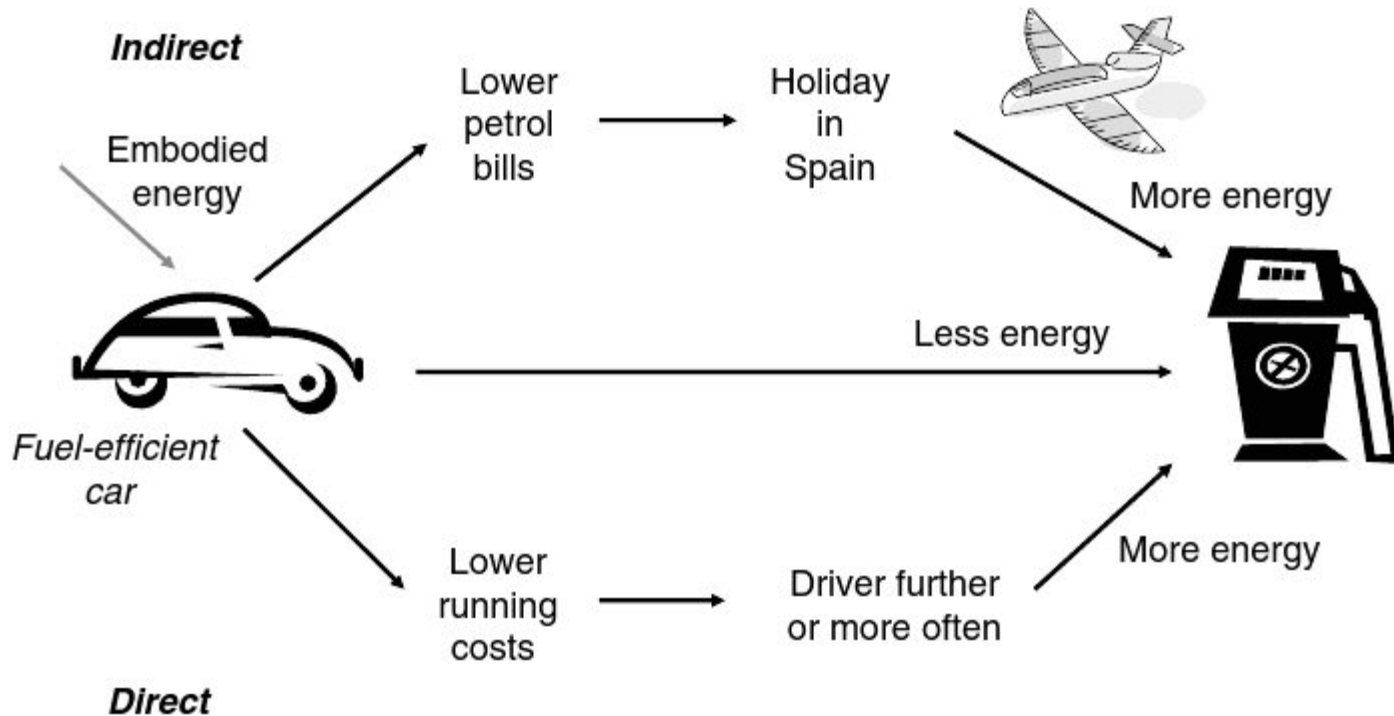 Indirect
Embodied
energy
Lower
petrol
bills
Holiday
in
Spain
More energy
Less energy
Fuel-efficient
car
Lower
running
costs
Driver further
or more often
More energy
Direct